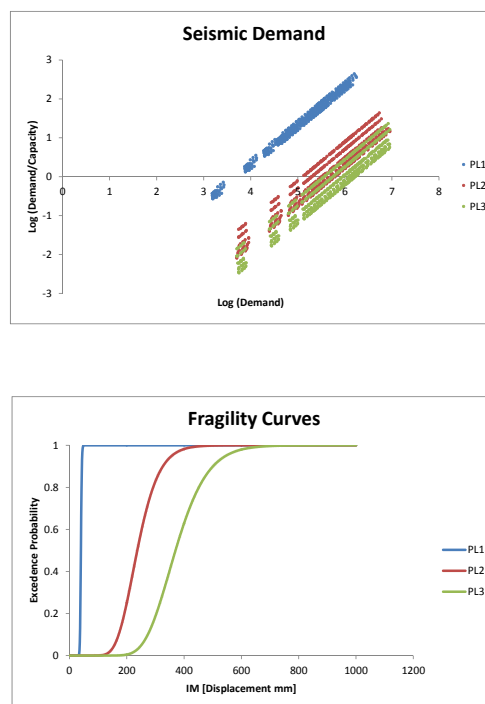 Seismic Demand
3
2
1
0
0 1 2 3 4 5 6 7 8
-1
-2
-3
Log (Demand/Capacity)
Log (Demand)
PL1
PL2
PL3
Fragility Curves
1
0.8
0.6
0.4
0.2
0
0 200 400 600 800 1000 1200
Excedence Probability
IM [Displacement mm]
PL1
PL2
PL3